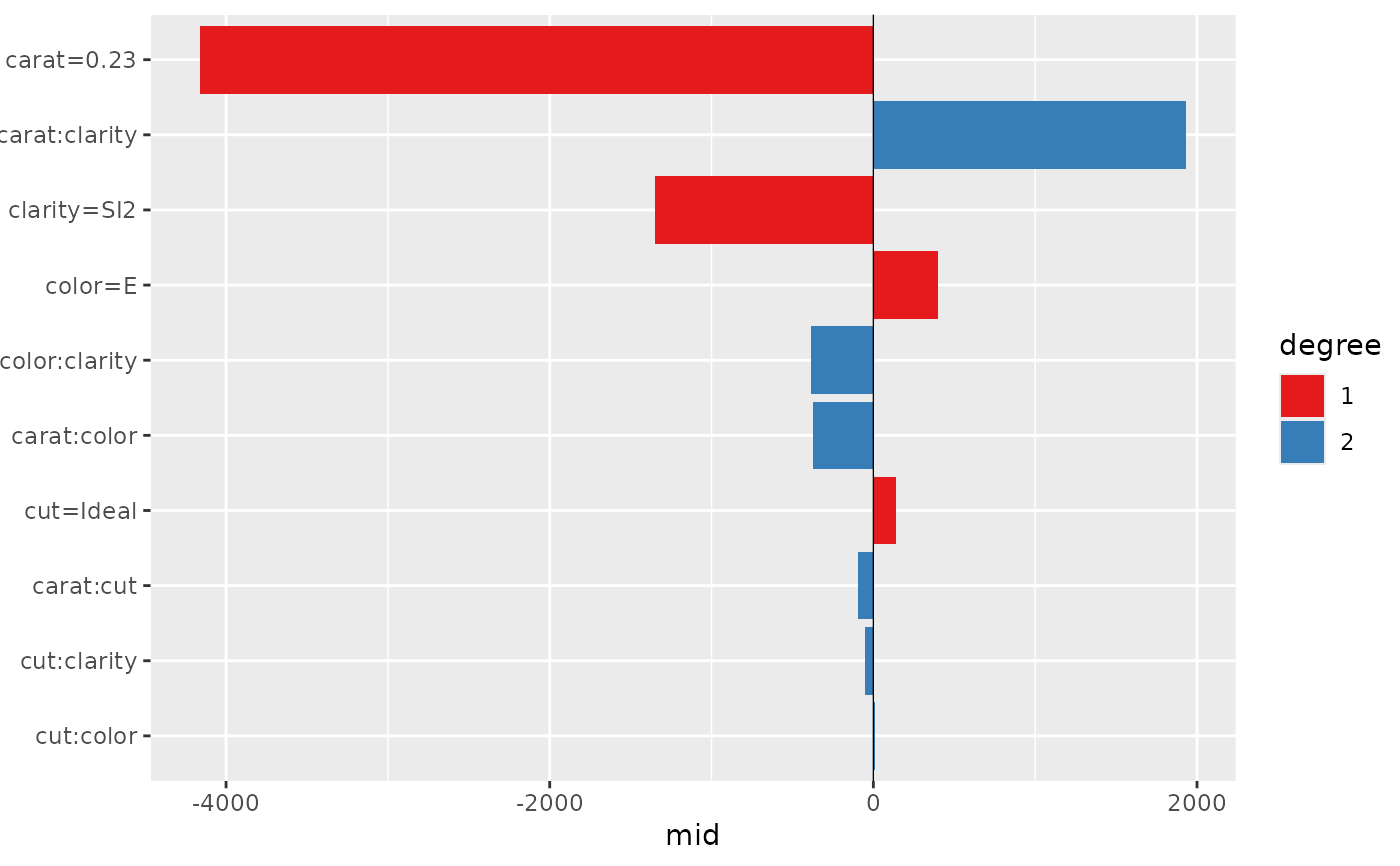 carat=0.23
carat:clarity
clarity=SI2
color=E
color:clarity
carat:color
cut=Ideal
carat:cut
cut:clarity
cut:color
-4000 -2000 0 2000
mid
degree
1
2